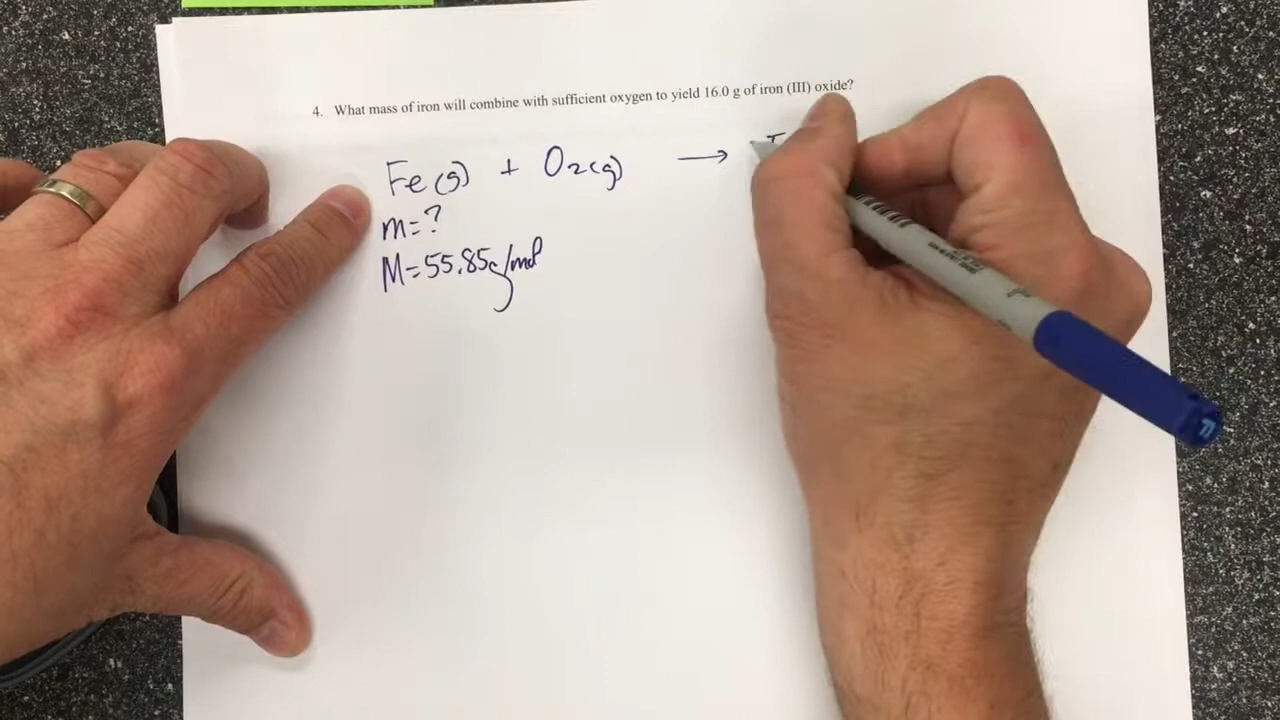 4. What mass of iron will combine with sufficient oxygen to yield 16.0 g of iron (III) oxide?
Fe(g) + O2(g) →
m=?
M=55.85g/mol